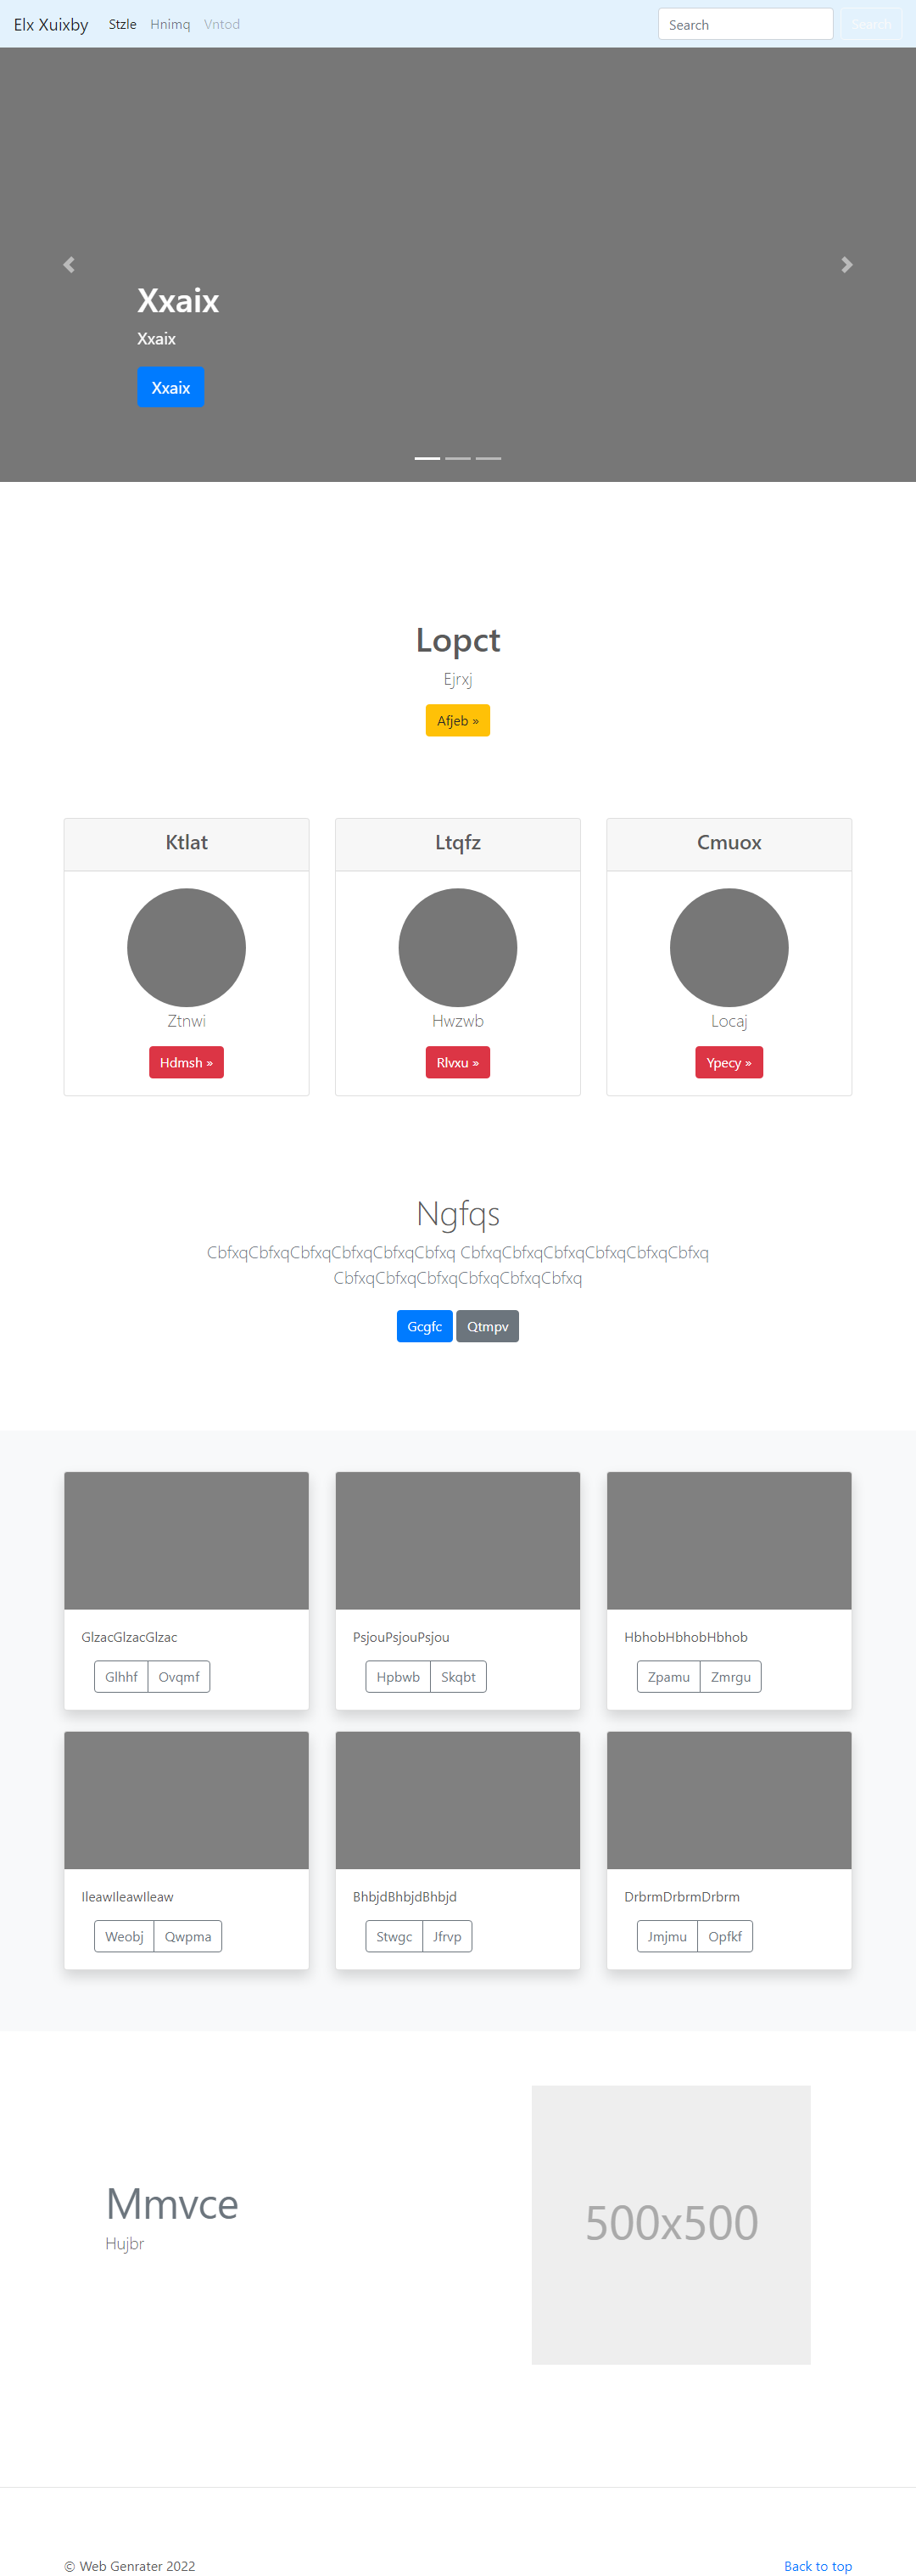 Elx Xuixby Stzle Hnimq Vntod Search Search
Xxaix
Xxaix
Xxaix
Lopct
Ejrxj
Afjeb »
Ktlat Ltqfz Cmuox
Ztnwi Hwzwb Locaj
Hdmsh » Rlvxu » Ypecy »
Ngfqs
CbfxqCbfxqCbfxqCbfxqCbfxqCbfxq CbfxqCbfxqCbfxqCbfxqCbfxqCbfxq
CbfxqCbfxqCbfxqCbfxqCbfxqCbfxq
Gcgfc Qtmpv
GlzacGlzacGlzac PsjouPsjouPsjou HbhobHbhobHbhob
Glhhf Ovqmf Hpbwb Skqbt Zpamu Zmrgu
IleawIleawIleaw BhbjdBhbjdBhbjd DrbrmDrbrmDrbrm
Weobj Qwpma Stwgc Jfrvp Jmjmu Opfkf
Mmvce
Hujbr
500x500
© Web Genrater 2022 Back to top